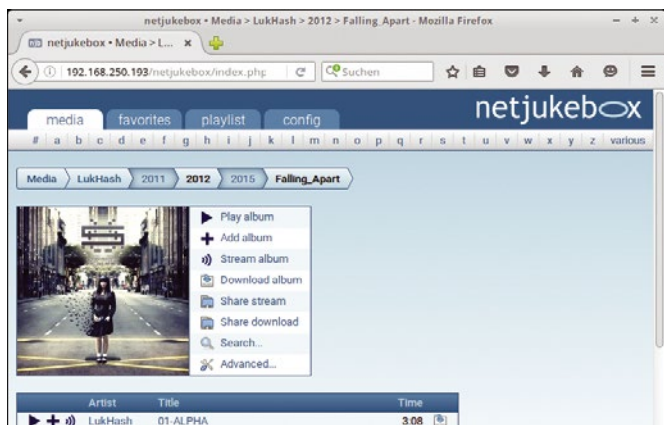 netjukebox • Media > LukHash > 2012 > Falling_Apart - Mozilla Firefox
netjukebox • Media > L...
192.168.250.193/netjukebox/index.php
Suchen
media favorites playlist config
netjukebox
# a b c d e f g h i j k l m n o p q r s t u v w x y z various
Media LukHash 2011 2012 2015 Falling_Apart
Play album
Add album
Stream album
Download album
Share stream
Share download
Search...
Advanced...
Artist Title Time
LukHash 01-ALPHA 3:08